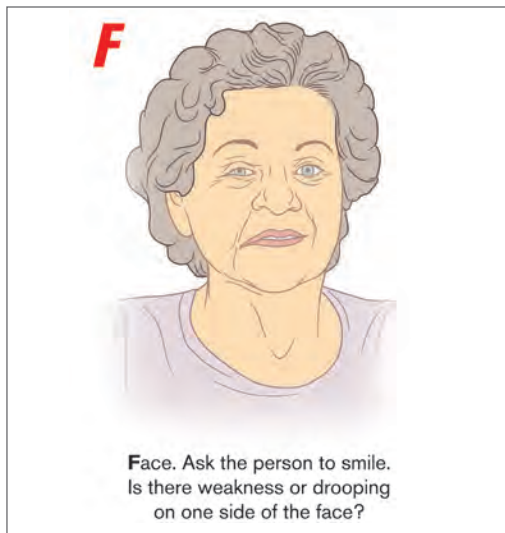 F
Face. Ask the person to smile.
Is there weakness or drooping
on one side of the face?